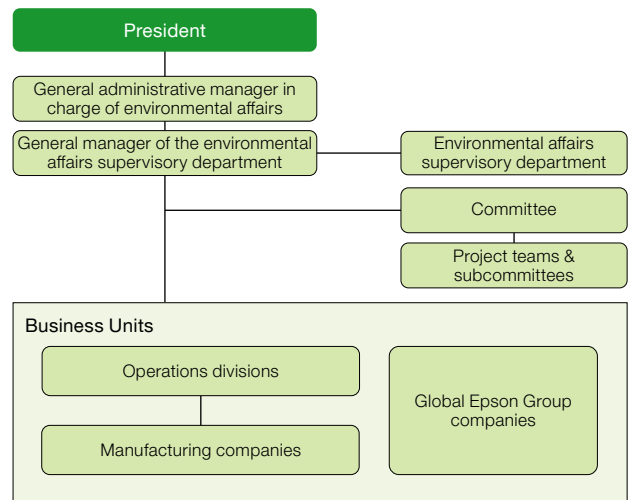 President
General administrative manager in
charge of environmental affairs
General manager of the environmental
affairs supervisory department
Environmental affairs
supervisory department
Committee
Project teams &
subcommittees
Business Units
Operations divisions
Manufacturing companies
Global Epson Group
companies